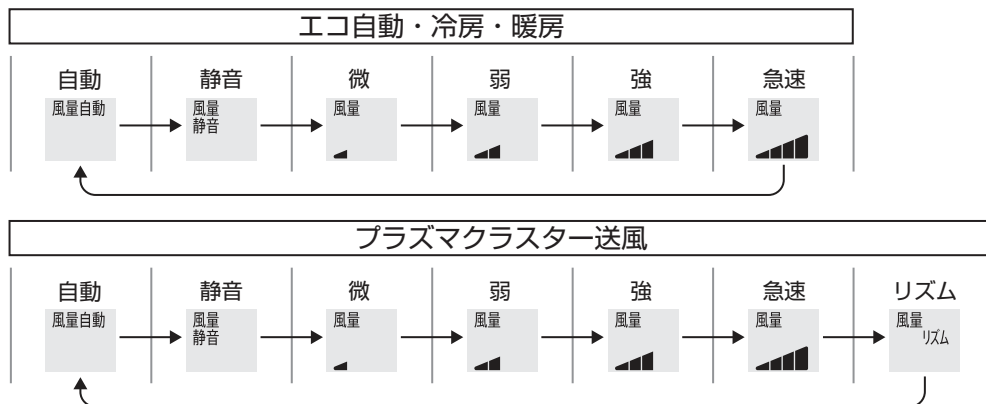 エコ自動・冷房・暖房
自動 静音 微 弱 強 急速
風量自動 風量 風量 風量 風量 風量
静音
プラズマクラスター送風
自動 静音 微 弱 強 急速 リズム
風量自動 風量 風量 風量 風量 風量 風量
静音 リズム